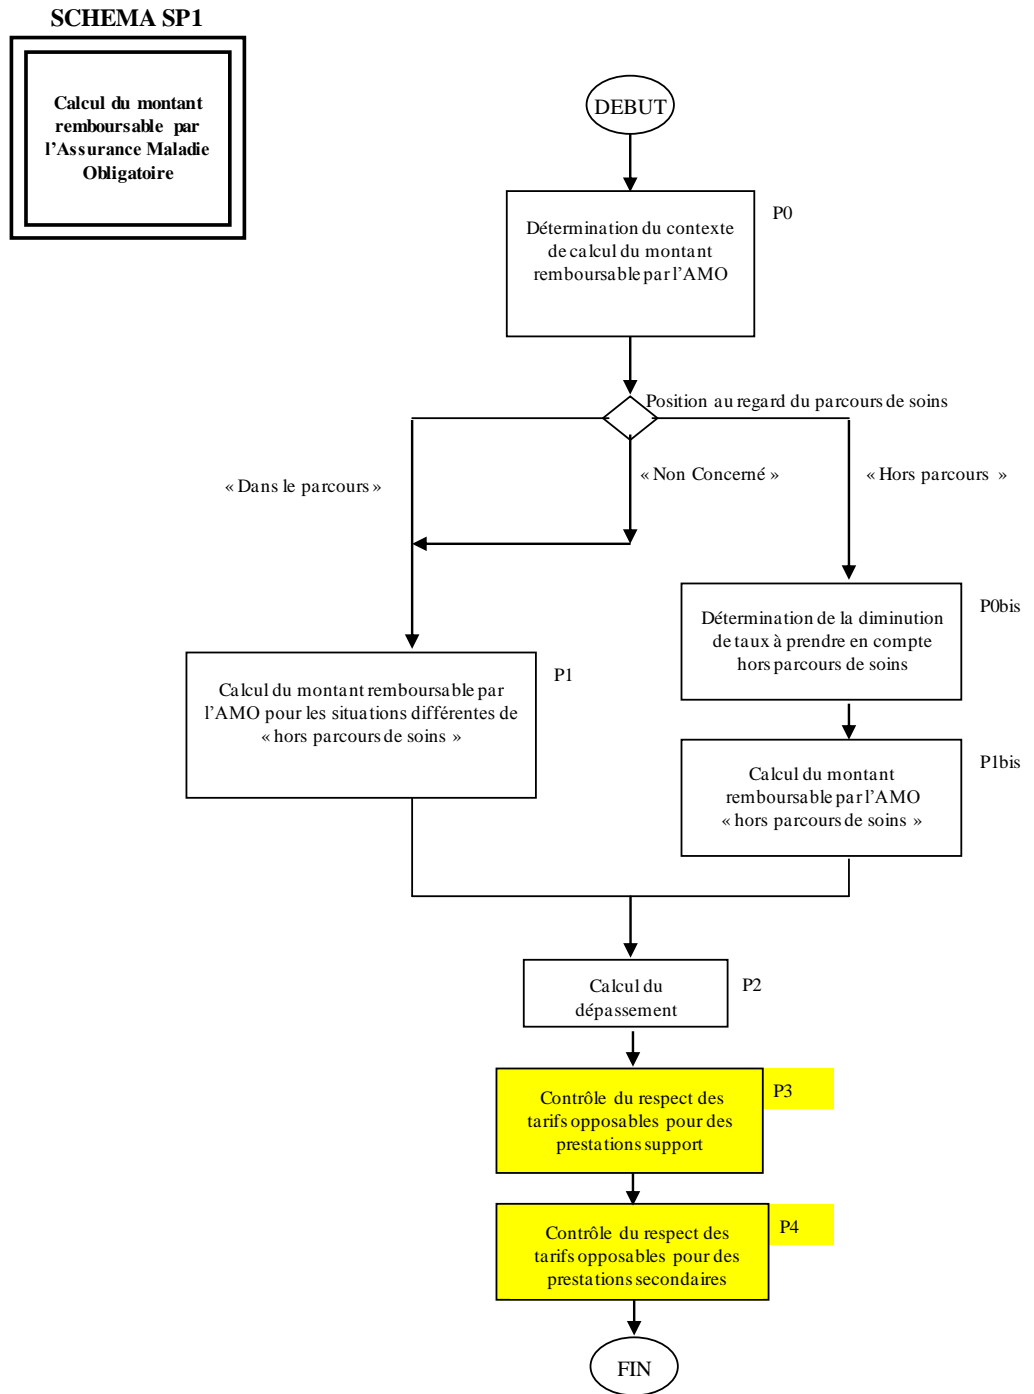 SCHEMA SP1
Calcul du montant
remboursable par
l'Assurance Maladie
Obligatoire
DEBUT
P0
Détermination du contexte
de calcul du montant
remboursable par l'AMO
Position au regard du parcours de soins
« Dans le parcours »
« Non Concerné »
« Hors parcours »
P0bis
Détermination de la diminution
de taux à prendre en compte
hors parcours de soins
P1
Calcul du montant remboursable par
l'AMO pour les situations différentes de
« hors parcours de soins »
P1bis
Calcul du montant
remboursable par l'AMO
« hors parcours de soins »
P2
Calcul du
dépassement
P3
Contrôle du respect des
tarifs opposables pour des
prestations support
P4
Contrôle du respect des
tarifs opposables pour des
prestations secondaires
FIN